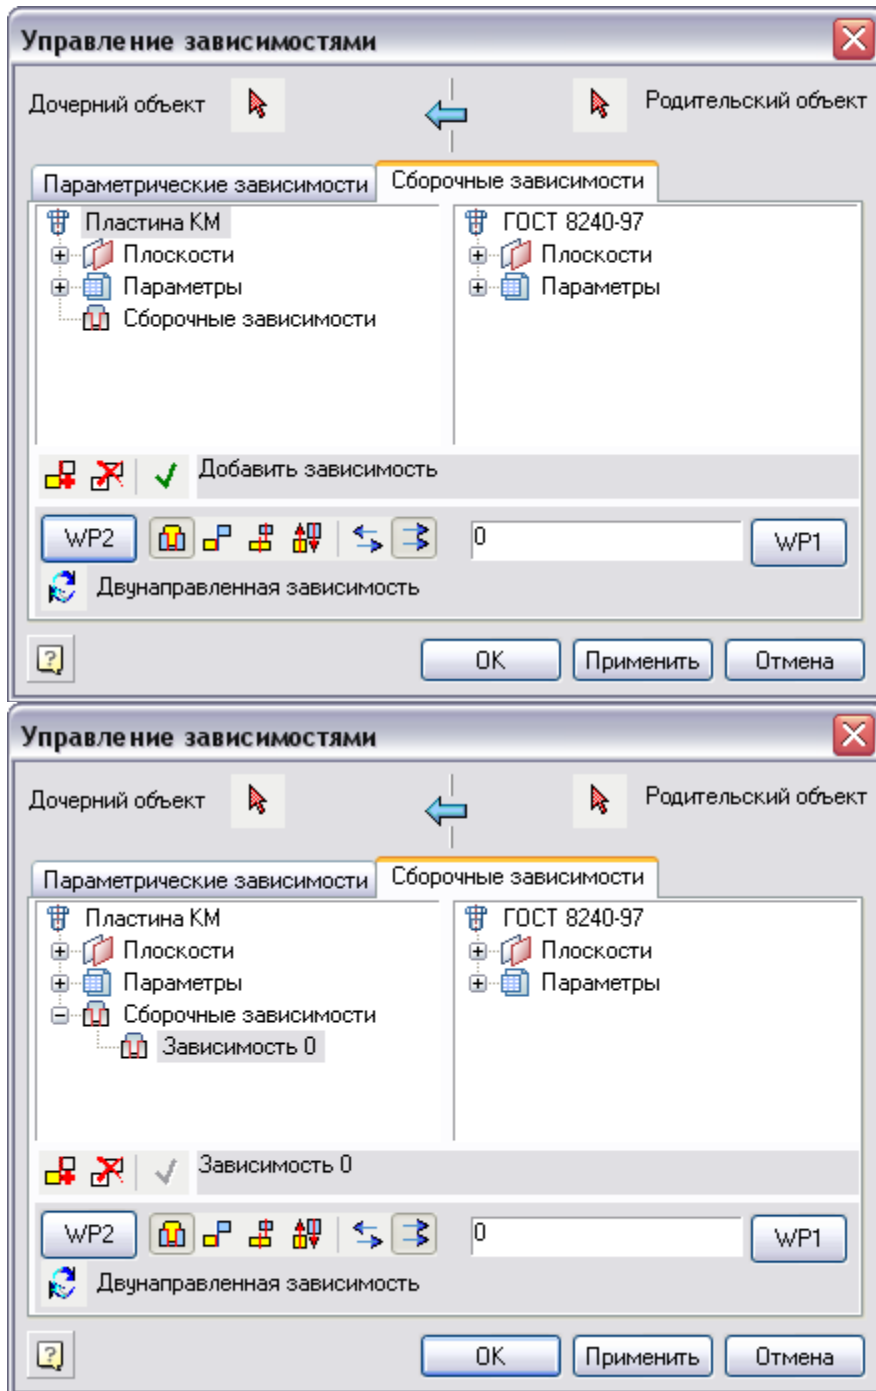 Управление зависимостями
Дочерний объект Родительский объект
Параметрические зависимости Сборочные зависимости
Пластина КМ ГОСТ 8240-97
Плоскости Плоскости
Параметры Параметры
Сборочные зависимости
Добавить зависимость
WP2 0 WP1
Двунаправленная зависимость
? OK Применить Отмена
Управление зависимостями
Дочерний объект Родительский объект
Параметрические зависимости Сборочные зависимости
Пластина КМ ГОСТ 8240-97
Плоскости Плоскости
Параметры Параметры
Сборочные зависимости
Зависимость 0
Зависимость 0
WP2 0 WP1
Двунаправленная зависимость
? OK Применить Отмена